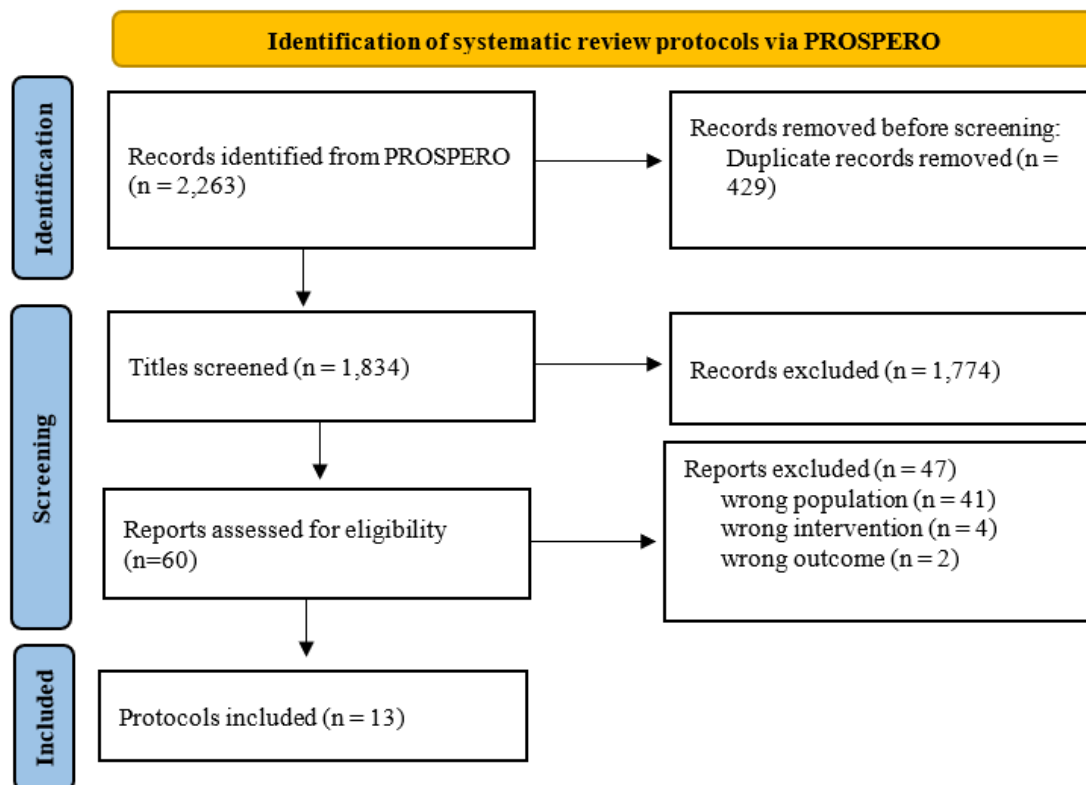 Identification of systematic review protocols via PROSPERO
Identification
Records identified from PROSPERO
(n = 2,263)
Records removed before screening:
Duplicate records removed (n =
429)
Screening
Titles screened (n = 1,834)
Records excluded (n = 1,774)
Reports assessed for eligibility
(n=60)
Reports excluded (n = 47)
wrong population (n = 41)
wrong intervention (n = 4)
wrong outcome (n = 2)
Included
Protocols included (n = 13)